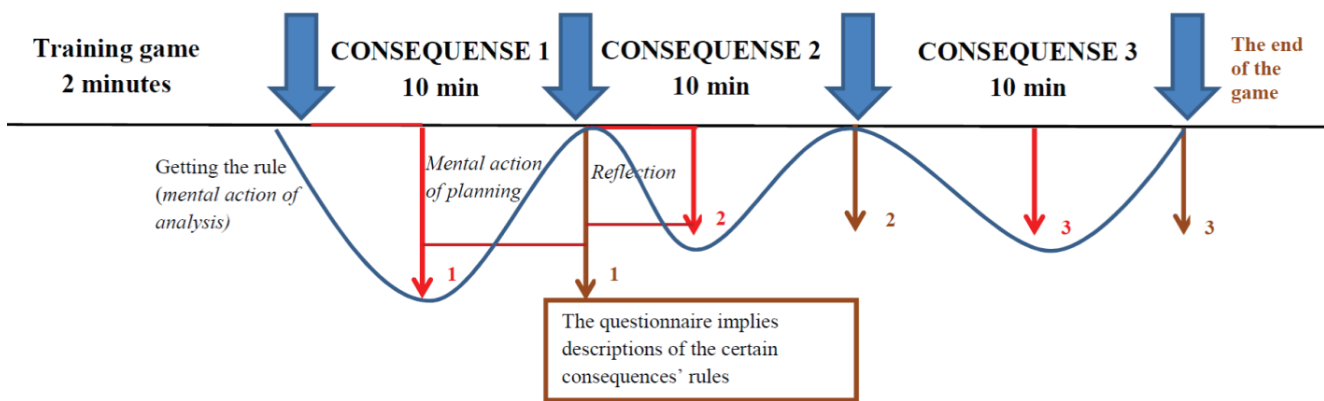 Training game
2 minutes
CONSEQUENSE 1
10 min
CONSEQUENSE 2
10 min
CONSEQUENSE 3
10 min
The end
of the
game
Getting the rule
(mental action of
analysis)
Mental action
of planning
Reflection
1
1
2
2
3
3
The questionnaire implies
descriptions of the certain
consequences’ rules